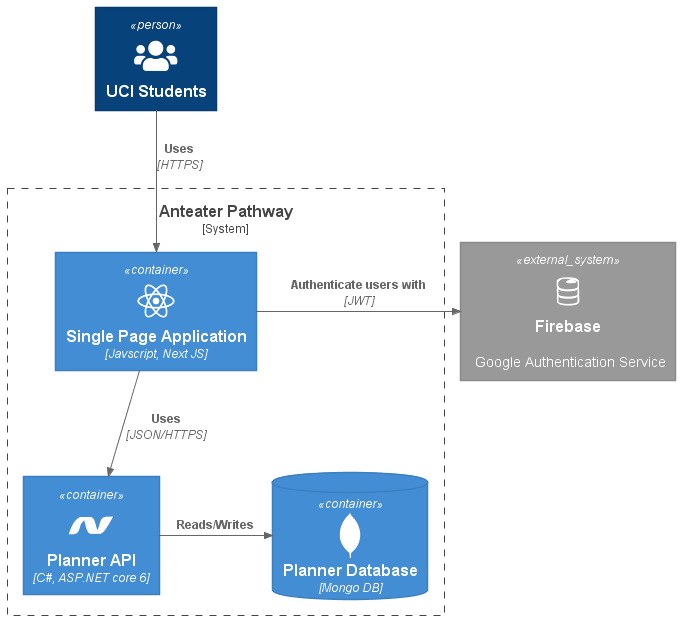 «person»
UCI Students
Uses
[HTTPS]
Anteater Pathway
[System]
«container»
Single Page Application
[Javscript, Next JS]
Authenticate users with
[JWT]
«external_system»
Firebase
Google Authentication Service
Uses
[JSON/HTTPS]
«container»
Planner API
[C#, ASP.NET core 6]
Reads/Writes
«container»
Planner Database
[Mongo DB]